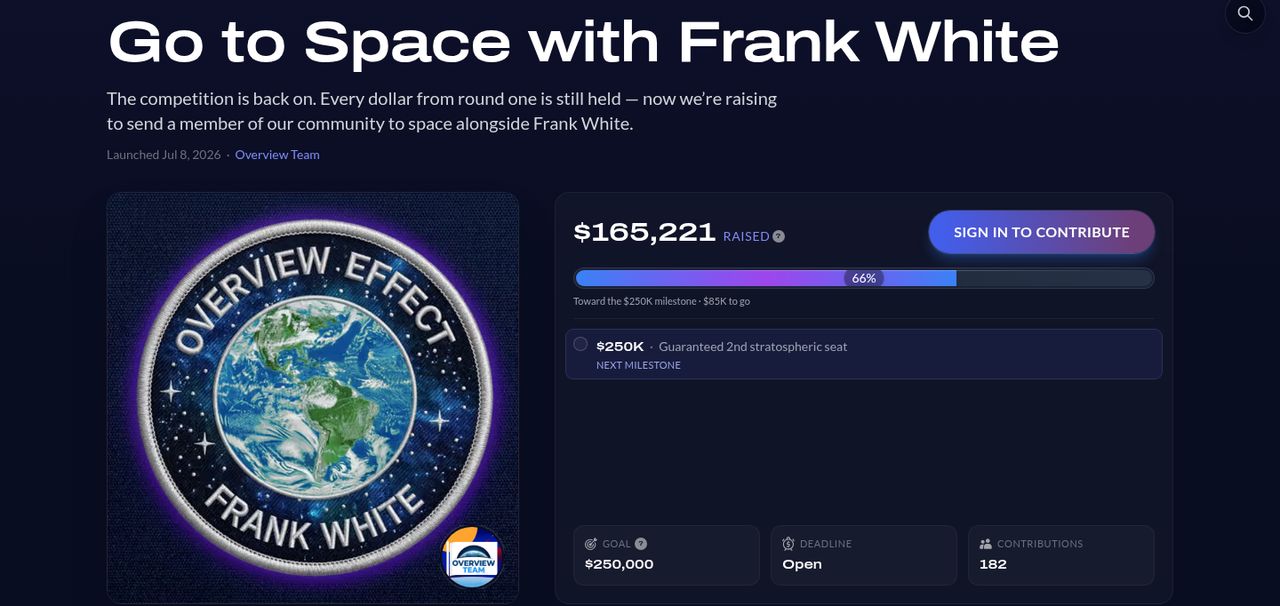 Go to Space with Frank White
The competition is back on. Every dollar from round one is still held — now we're raising
to send a member of our community to space alongside Frank White.
Launched Jul 8, 2026 · Overview Team
OVERVIEW EFFECT
FRANK WHITE
OVERVIEW
TEAM
$165,221 RAISED ?
SIGN IN TO CONTRIBUTE
66%
Toward the $250K milestone · $85K to go
$250K · Guaranteed 2nd stratospheric seat
NEXT MILESTONE
GOAL ?
$250,000
DEADLINE
Open
CONTRIBUTIONS
182